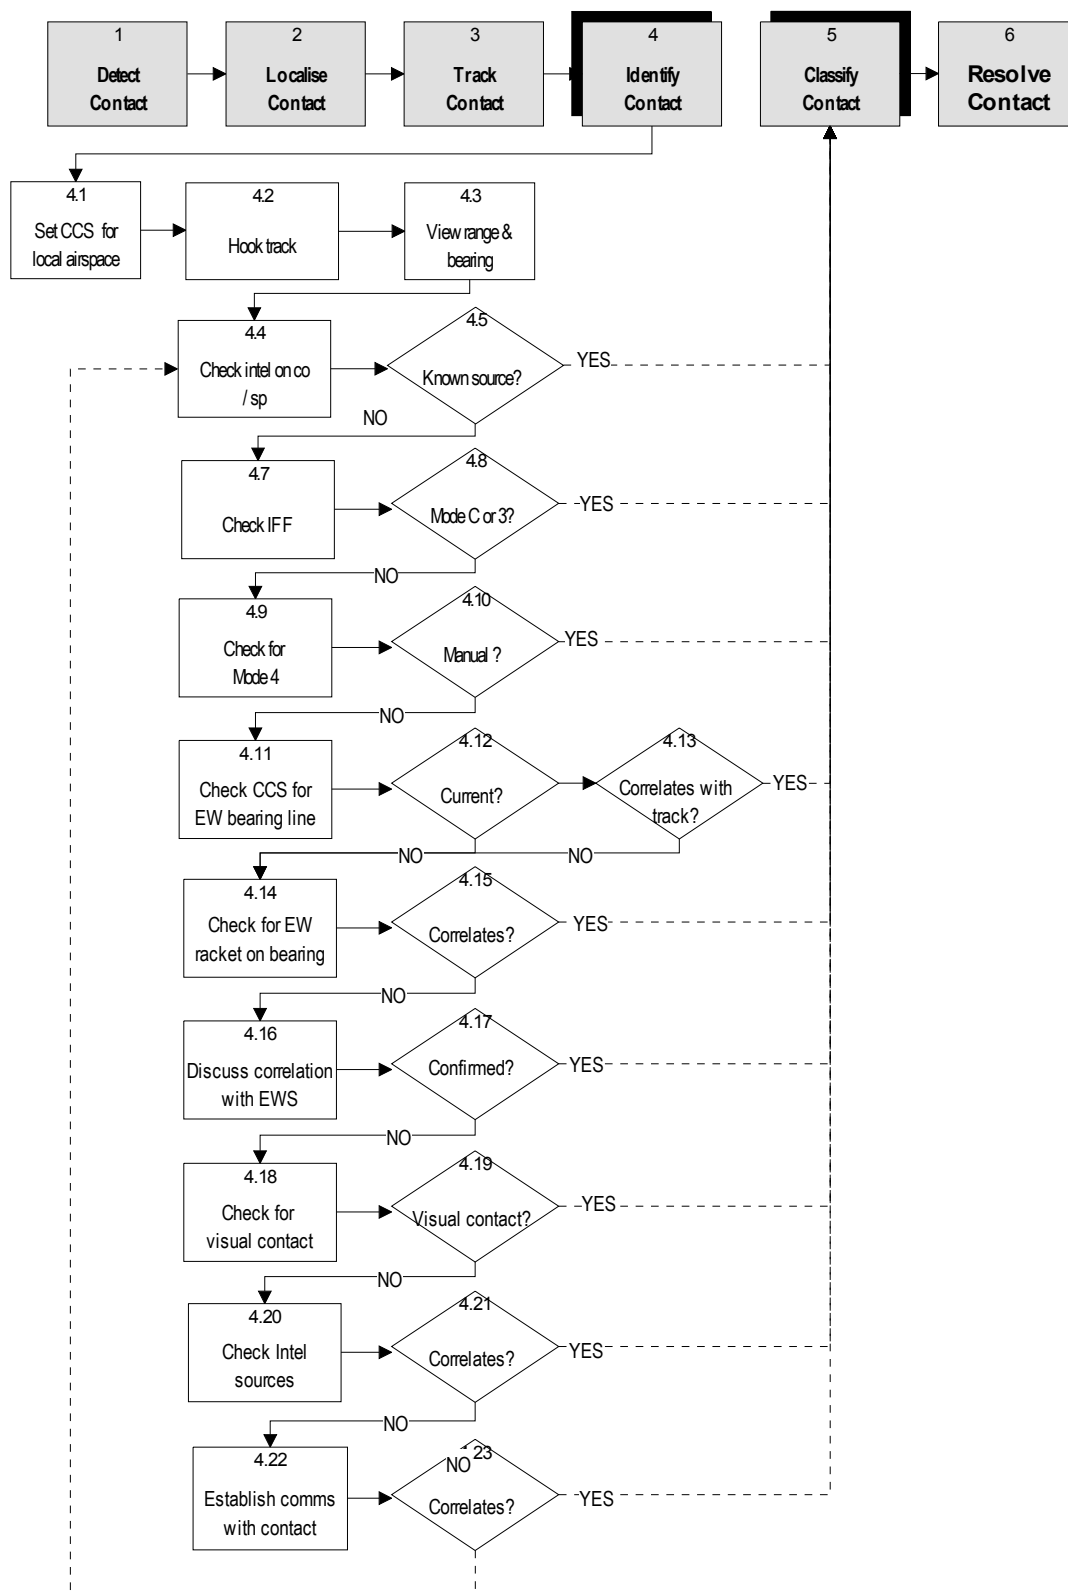 1
Detect
Contact
2
Localise
Contact
3
Track
Contact
4
Identify
Contact
5
Classify
Contact
6
Resolve
Contact
4.1
Set CCS for
local airspace
4.2
Hook track
4.3
View range &
bearing
4.4
Check intel on co
/ sp
4.5
Known source?
YES
NO
4.7
Check IFF
4.8
Mode C or 3?
YES
NO
4.9
Check for
Mode 4
4.10
Manual ?
YES
NO
4.11
Check CCS for
EW bearing line
4.12
Current?
4.13
Correlates with
track?
YES
NO
NO
4.14
Check for EW
racket on bearing
4.15
Correlates?
YES
NO
4.16
Discuss correlation
with EWS
4.17
Confirmed?
YES
NO
4.18
Check for
visual contact
4.19
Visual contact?
YES
NO
4.20
Check Intel
sources
4.21
Correlates?
YES
NO
4.22
Establish comms
with contact
4.23
NO
Correlates?
YES